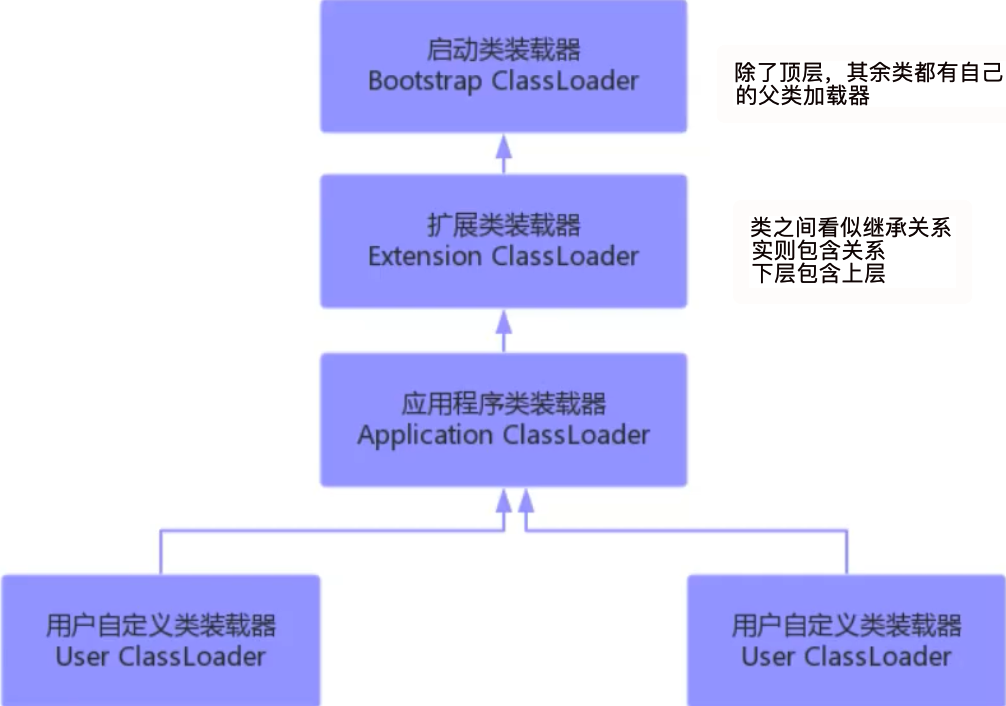 启动类装载器
Bootstrap ClassLoader
除了顶层，其余类都有自己
的父类加载器
扩展类装载器
Extension ClassLoader
类之间看似继承关系
实则包含关系
下层包含上层
应用程序类装载器
Application ClassLoader
用户自定义类装载器
User ClassLoader
用户自定义类装载器
User ClassLoader